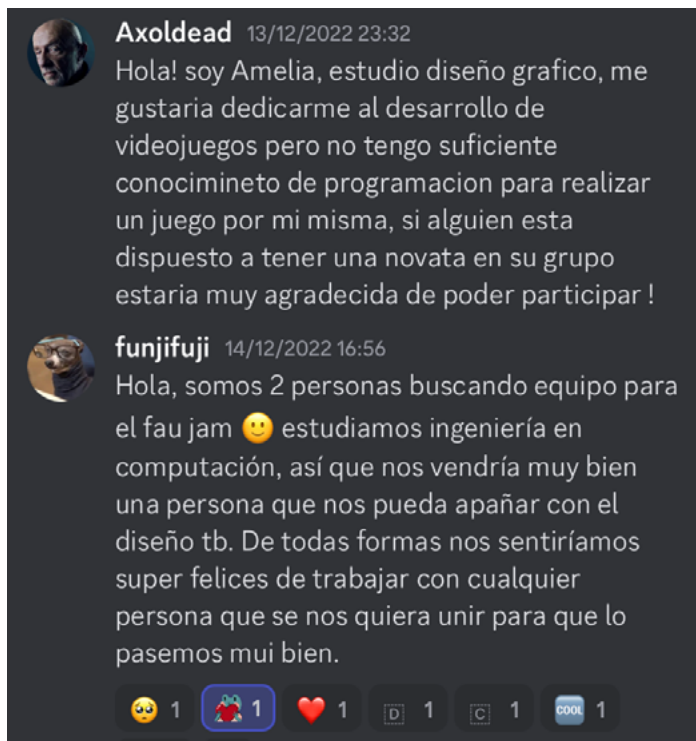 Axoldead 13/12/2022 23:32
Hola! soy Amelia, estudio diseño grafico, me
gustaria dedicarme al desarrollo de
videojuegos pero no tengo suficiente
conocimineto de programacion para realizar
un juego por mi misma, si alguien esta
dispuesto a tener una novata en su grupo
estaria muy agradecida de poder participar !
funjifuji 14/12/2022 16:56
Hola, somos 2 personas buscando equipo para
el fau jam 🙂 estudiamos ingeniería en
computación, así que nos vendría muy bien
una persona que nos pueda apañar con el
diseño tb. De todas formas nos sentiríamos
super felices de trabajar con cualquier
persona que se nos quiera unir para que lo
pasemos mui bien.
🥺 1 1 ❤️ 1 D 1 C 1 🆒 1